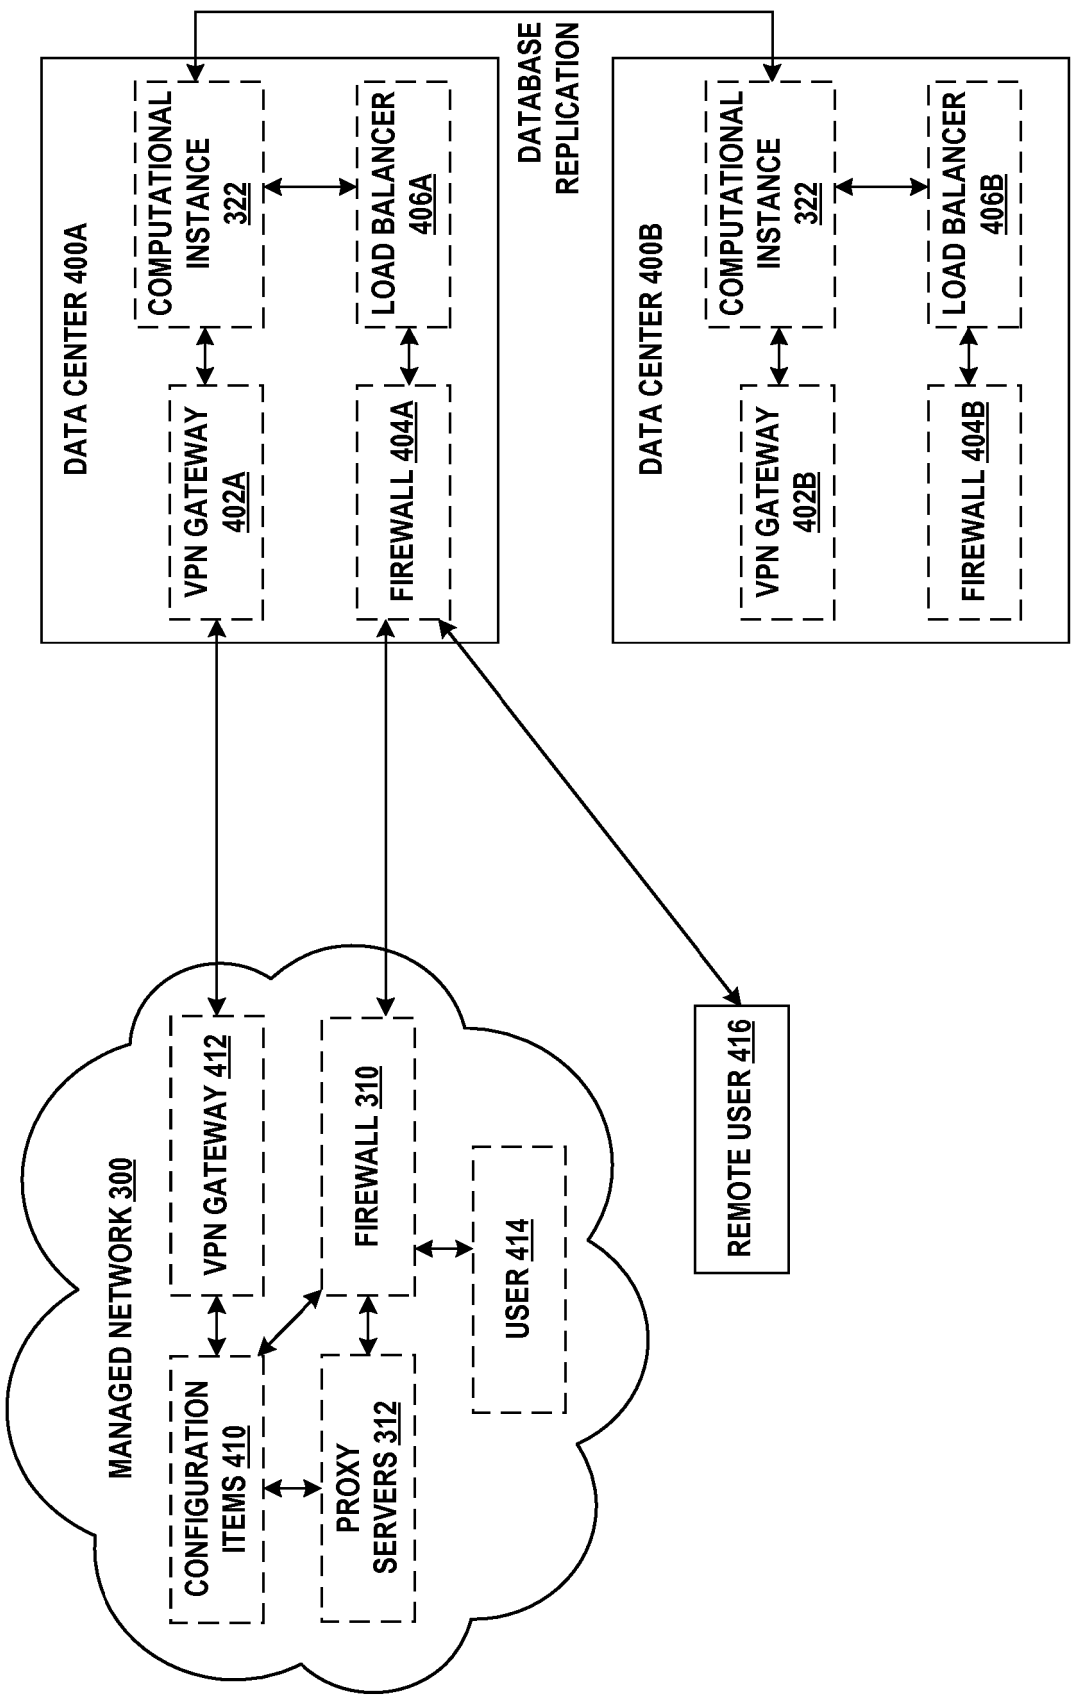 MANAGED NETWORK 300
CONFIGURATION
ITEMS 410
VPN GATEWAY 412
PROXY
SERVERS 312
FIREWALL 310
USER 414
REMOTE USER 416
DATA CENTER 400A
VPN GATEWAY
402A
COMPUTATIONAL
INSTANCE
322
FIREWALL 404A
LOAD BALANCER
406A
DATABASE
REPLICATION
DATA CENTER 400B
VPN GATEWAY
402B
COMPUTATIONAL
INSTANCE
322
FIREWALL 404B
LOAD BALANCER
406B